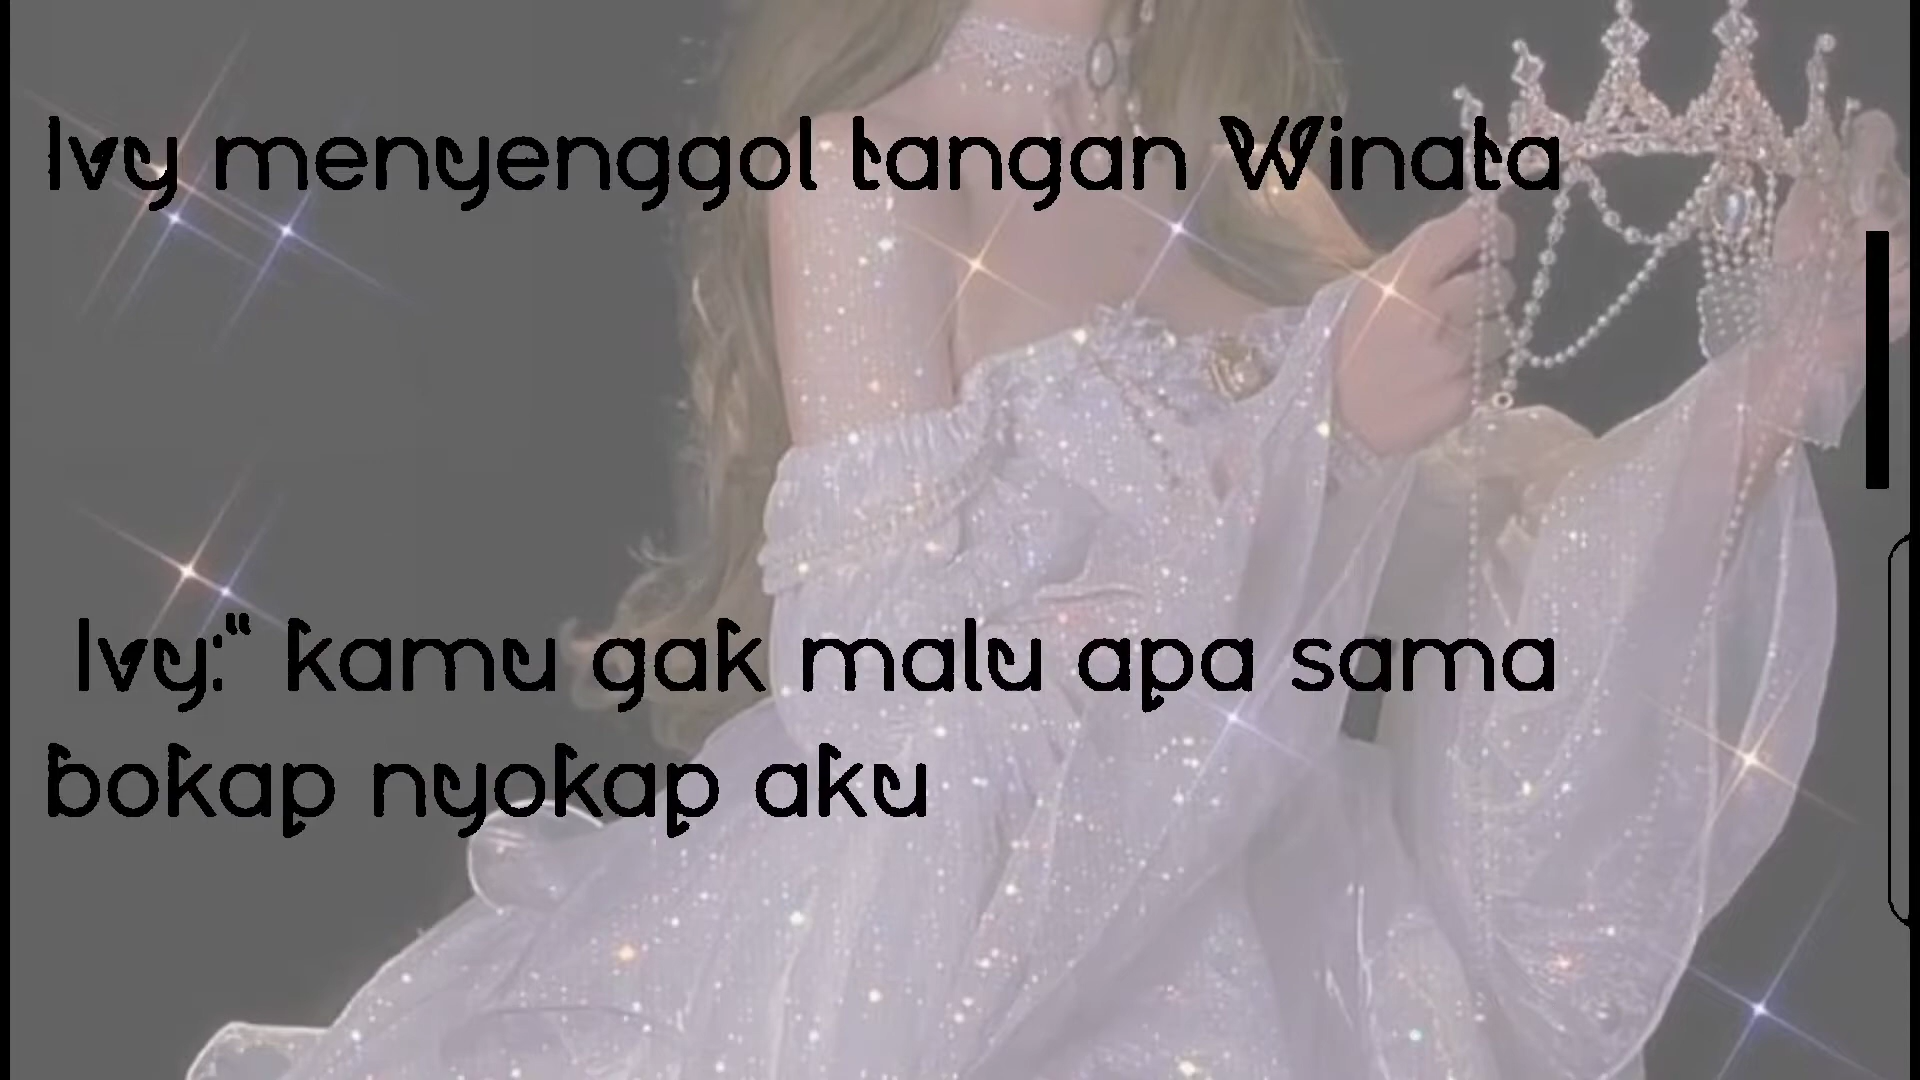 Ivy menyenggol tangan Winata
Ivy:" kamu gak malu apa sama
bokap nyokap aku